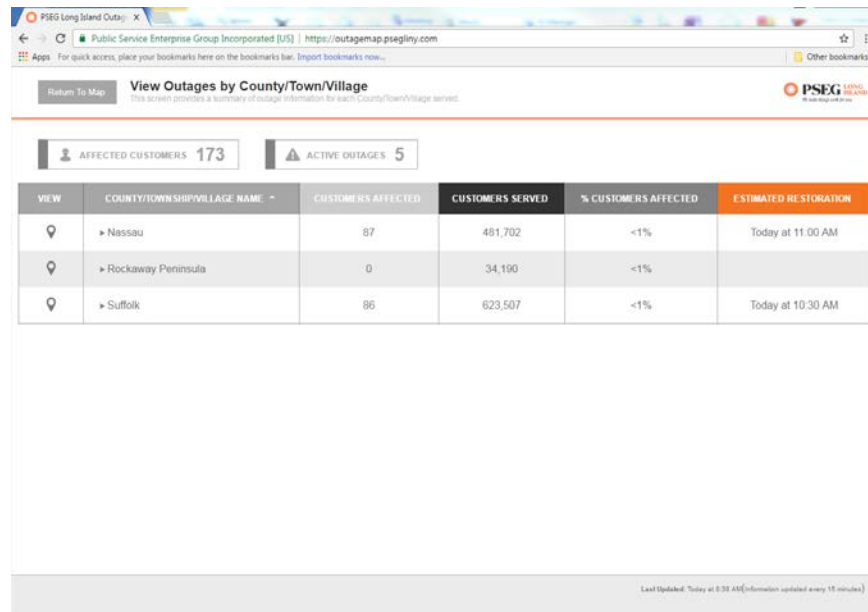 PSEG Long Island Outag
Public Service Enterprise Group Incorporated [US] | https://outagemap.psegliny.com
Apps For quick access, place your bookmarks here on the bookmarks bar. Import bookmarks now... Other bookmarks
Return To Map
View Outages by County/Town/Village
This screen provides a summary of outage information for each County/Town/Village served.
PSEG LONG ISLAND
AFFECTED CUSTOMERS 173 ACTIVE OUTAGES 5
VIEW COUNTY/TOWNSHIP/VILLAGE NAME CUSTOMERS AFFECTED CUSTOMERS SERVED % CUSTOMERS AFFECTED ESTIMATED RESTORATION
Nassau 87 481,702 <1% Today at 11:00 AM
Rockaway Peninsula 0 34,190 <1%
Suffolk 86 623,507 <1% Today at 10:30 AM
Last Updated: Today at AM(Information updated every 15 minutes)